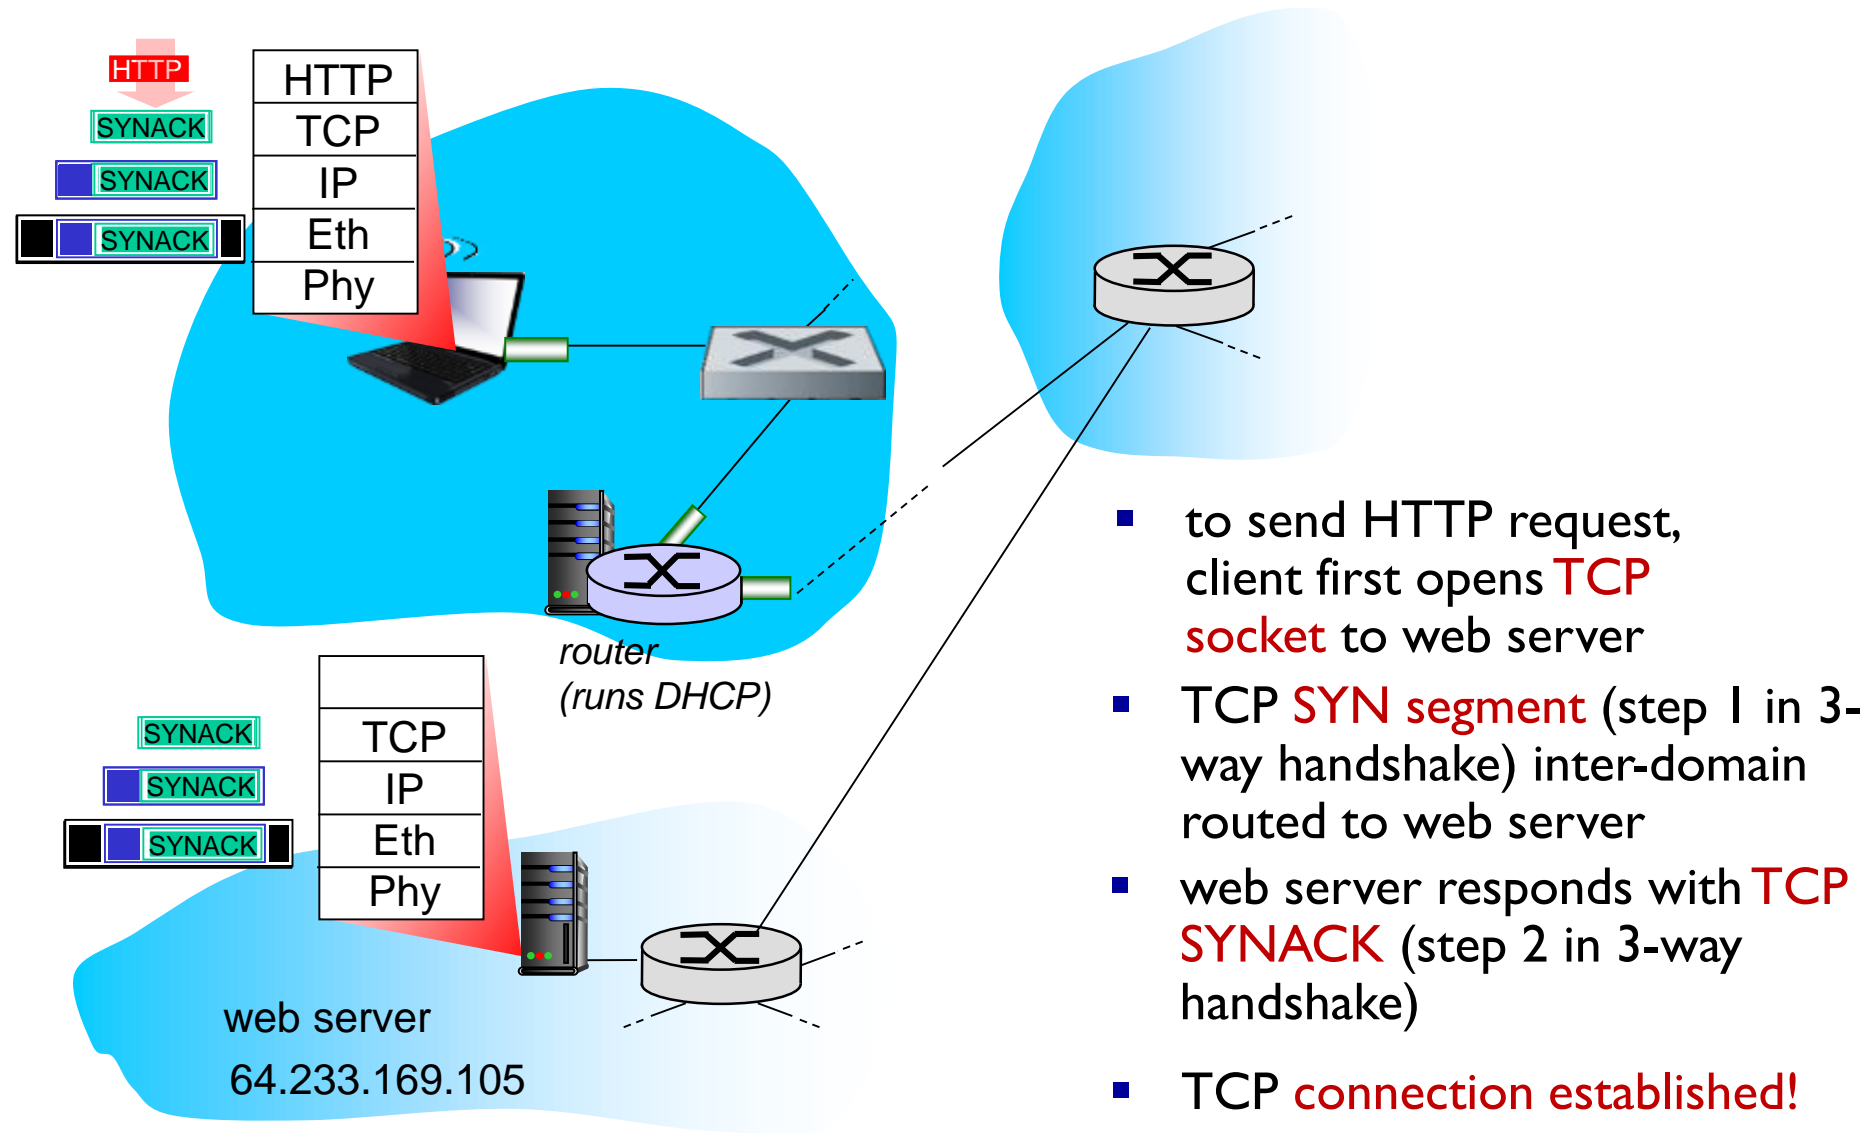 HTTP
SYNACK
SYNACK
SYNACK
HTTP
TCP
IP
Eth
Phy
router
(runs DHCP)
SYNACK
SYNACK
SYNACK
TCP
IP
Eth
Phy
web server
64.233.169.105
▪ to send HTTP request,
client first opens TCP
socket to web server
▪ TCP SYN segment (step 1 in 3-
way handshake) inter-domain
routed to web server
▪ web server responds with TCP
SYNACK (step 2 in 3-way
handshake)
▪ TCP connection established!